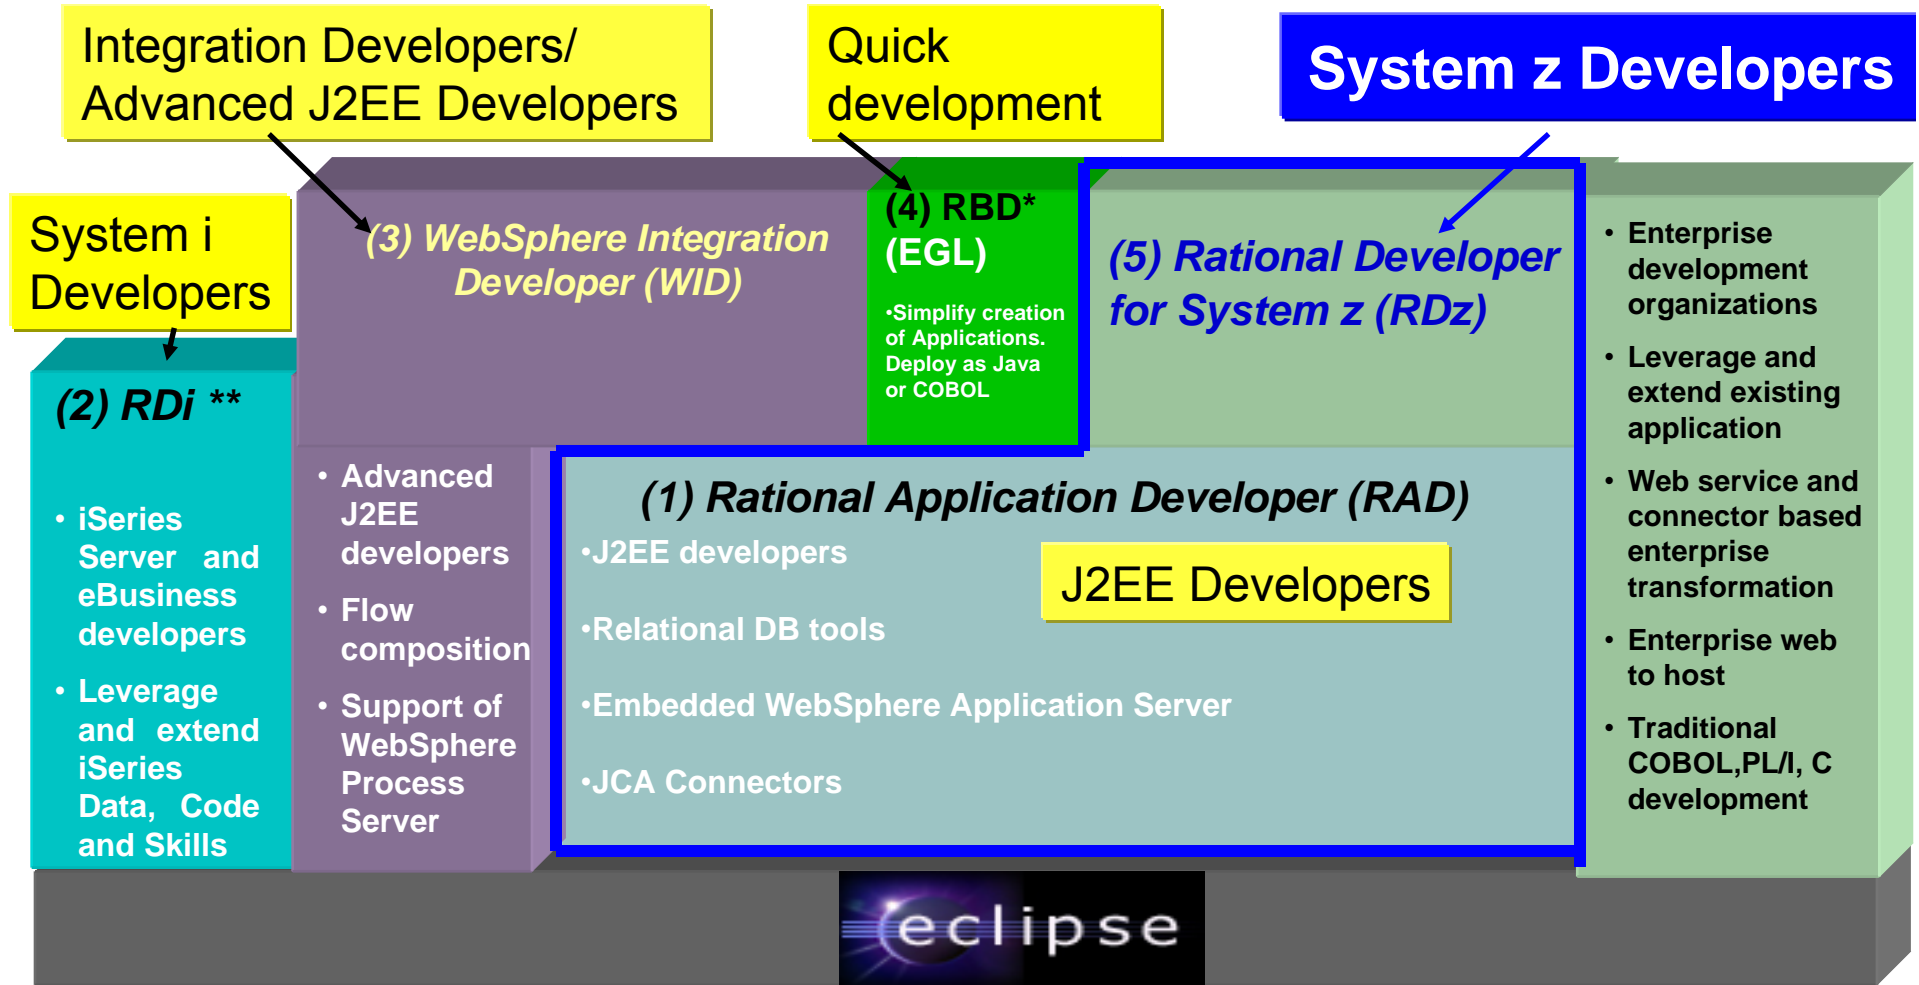 Integration Developers/
Advanced J2EE Developers
Quick
development
System z Developers
System i
Developers
(2) RDi **
• iSeries
Server and
eBusiness
developers
• Leverage
and extend
iSeries
Data, Code
and Skills
(3) WebSphere Integration
Developer (WID)
• Advanced
J2EE
developers
• Flow
composition
• Support of
WebSphere
Process
Server
(4) RBD*
(EGL)
•Simplify creation
of Applications.
Deploy as Java
or COBOL
(5) Rational Developer
for System z (RDz)
(1) Rational Application Developer (RAD)
•J2EE developers
•Relational DB tools
•Embedded WebSphere Application Server
•JCA Connectors
J2EE Developers
• Enterprise
development
organizations
• Leverage and
extend existing
application
• Web service and
connector based
enterprise
transformation
• Enterprise web
to host
• Traditional
COBOL,PL/I, C
development
eclipse